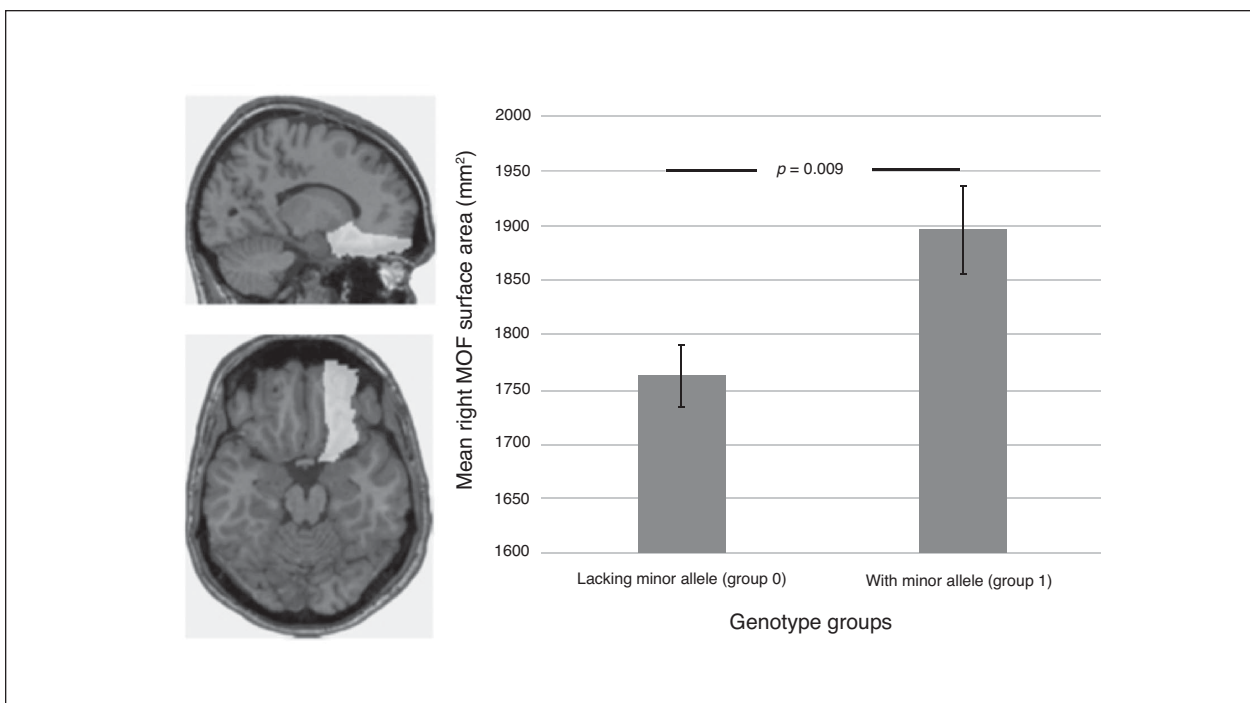 Mean right MOF surface area (mm²)
2000
1950
1900
1850
1800
1750
1700
1650
1600
p = 0.009
Lacking minor allele (group 0)
With minor allele (group 1)
Genotype groups